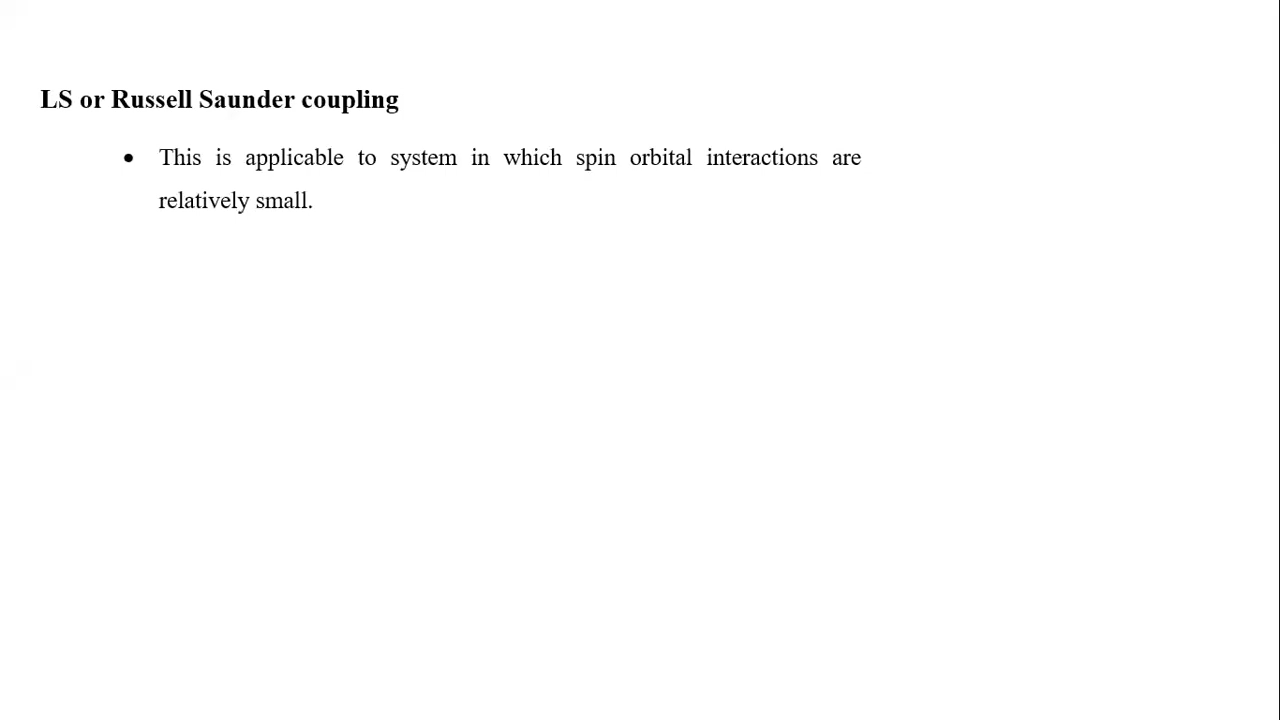 LS or Russell Saunder coupling
• This is applicable to system in which spin orbital interactions are
relatively small.